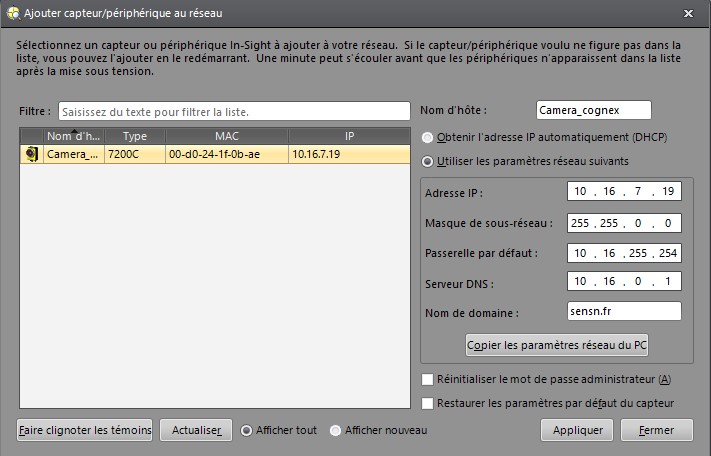 Ajouter capteur/périphérique au réseau
Sélectionnez un capteur ou périphérique In-Sight à ajouter à votre réseau. Si le capteur/périphérique voulu ne figure pas dans la
liste, vous pouvez l'ajouter en le redémarrant. Une minute peut s'écouler avant que les périphériques n'apparaissent dans la liste
après la mise sous tension.
Filtre : Saisissez du texte pour filtrer la liste.
Nom d'h... Type MAC IP
Camera_... 7200C 00-d0-24-1f-0b-ae 10.16.7.19
Nom d'hôte : Camera_cognex
Obtenir l'adresse IP automatiquement (DHCP)
Utiliser les paramètres réseau suivants
Adresse IP : 10 . 16 . 7 . 19
Masque de sous-réseau : 255 . 255 . 0 . 0
Passerelle par défaut : 10 . 16 . 255 . 254
Serveur DNS : 10 . 16 . 0 . 1
Nom de domaine : sensn.fr
Copier les paramètres réseau du PC
Réinitialiser le mot de passe administrateur (A)
Restaurer les paramètres par défaut du capteur
Faire clignoter les témoins Actualiser Afficher tout Afficher nouveau Appliquer Fermer